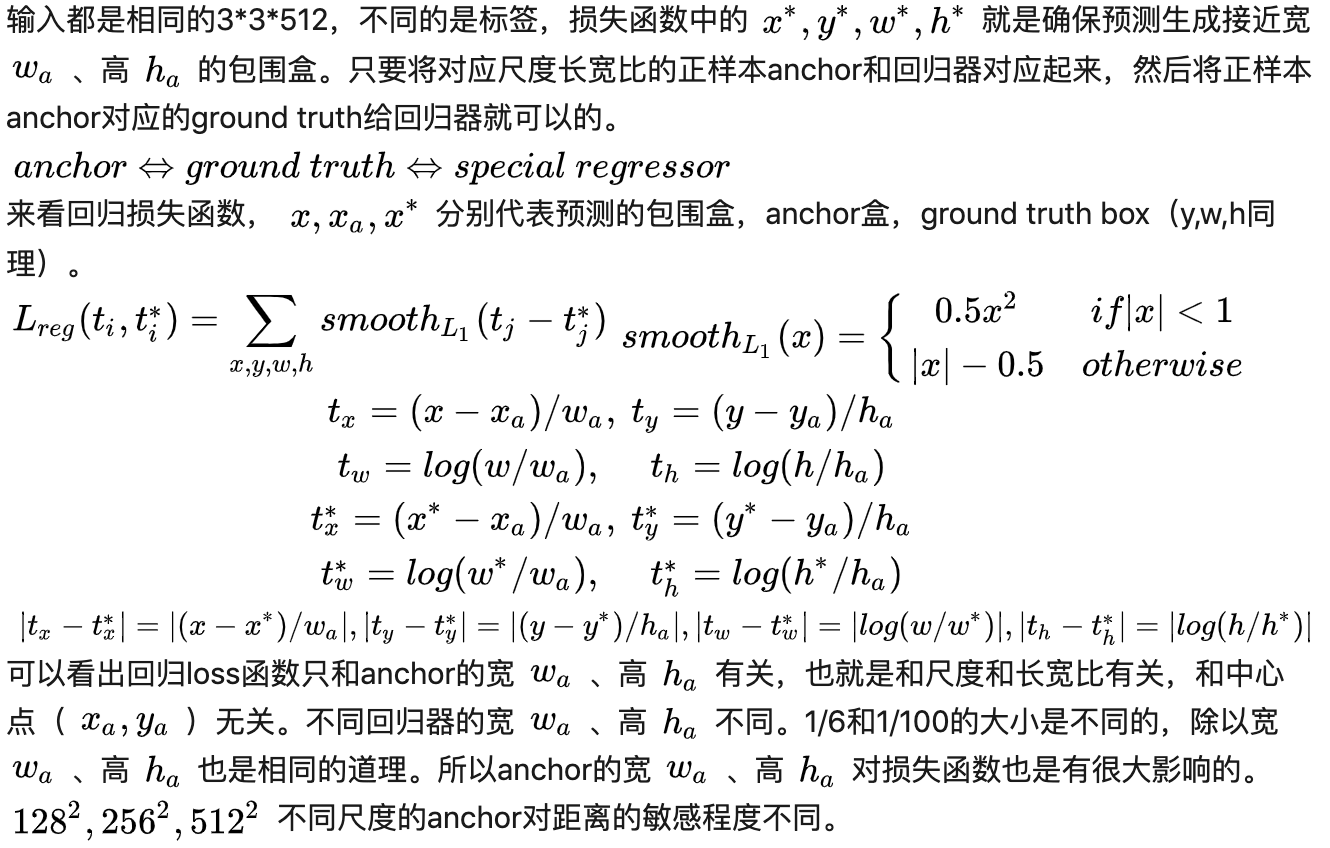 输入都是相同的3*3*512，不同的是标签，损失函数中的 x*, y*, w*, h* 就是确保预测生成接近宽
w_a 、高 h_a 的包围盒。只要将对应尺度长宽比的正样本anchor和回归器对应起来，然后将正样本
anchor对应的ground truth给回归器就可以的。
anchor ⇔ ground truth ⇔ special regressor
来看回归损失函数， x, x_a, x* 分别代表预测的包围盒，anchor盒，ground truth box（y,w,h同
理）。
L_{reg}(t_i, t_i^*) = \sum_{x,y,w,h} smooth_{L_1}(t_j − t_j^*) smooth_{L_1}(x) = { 0.5x^2 if|x| < 1
|x| − 0.5 otherwise
t_x = (x − x_a)/w_a, t_y = (y − y_a)/h_a
t_w = log(w/w_a), t_h = log(h/h_a)
t_x^* = (x^* − x_a)/w_a, t_y^* = (y^* − y_a)/h_a
t_w^* = log(w^*/w_a), t_h^* = log(h^*/h_a)
|t_x − t_x^*| = |(x − x^*)/w_a|, |t_y − t_y^*| = |(y − y^*)/h_a|, |t_w − t_w^*| = |log(w/w^*)|, |t_h − t_h^*| = |log(h/h^*)|
可以看出回归loss函数只和anchor的宽 w_a 、高 h_a 有关，也就是和尺度和长宽比有关，和中心
点（ x_a, y_a ）无关。不同回归器的宽 w_a 、高 h_a 不同。1/6和1/100的大小是不同的，除以宽
w_a 、高 h_a 也是相同的道理。所以anchor的宽 w_a 、高 h_a 对损失函数也是有很大影响的。
128^2, 256^2, 512^2 不同尺度的anchor对距离的敏感程度不同。